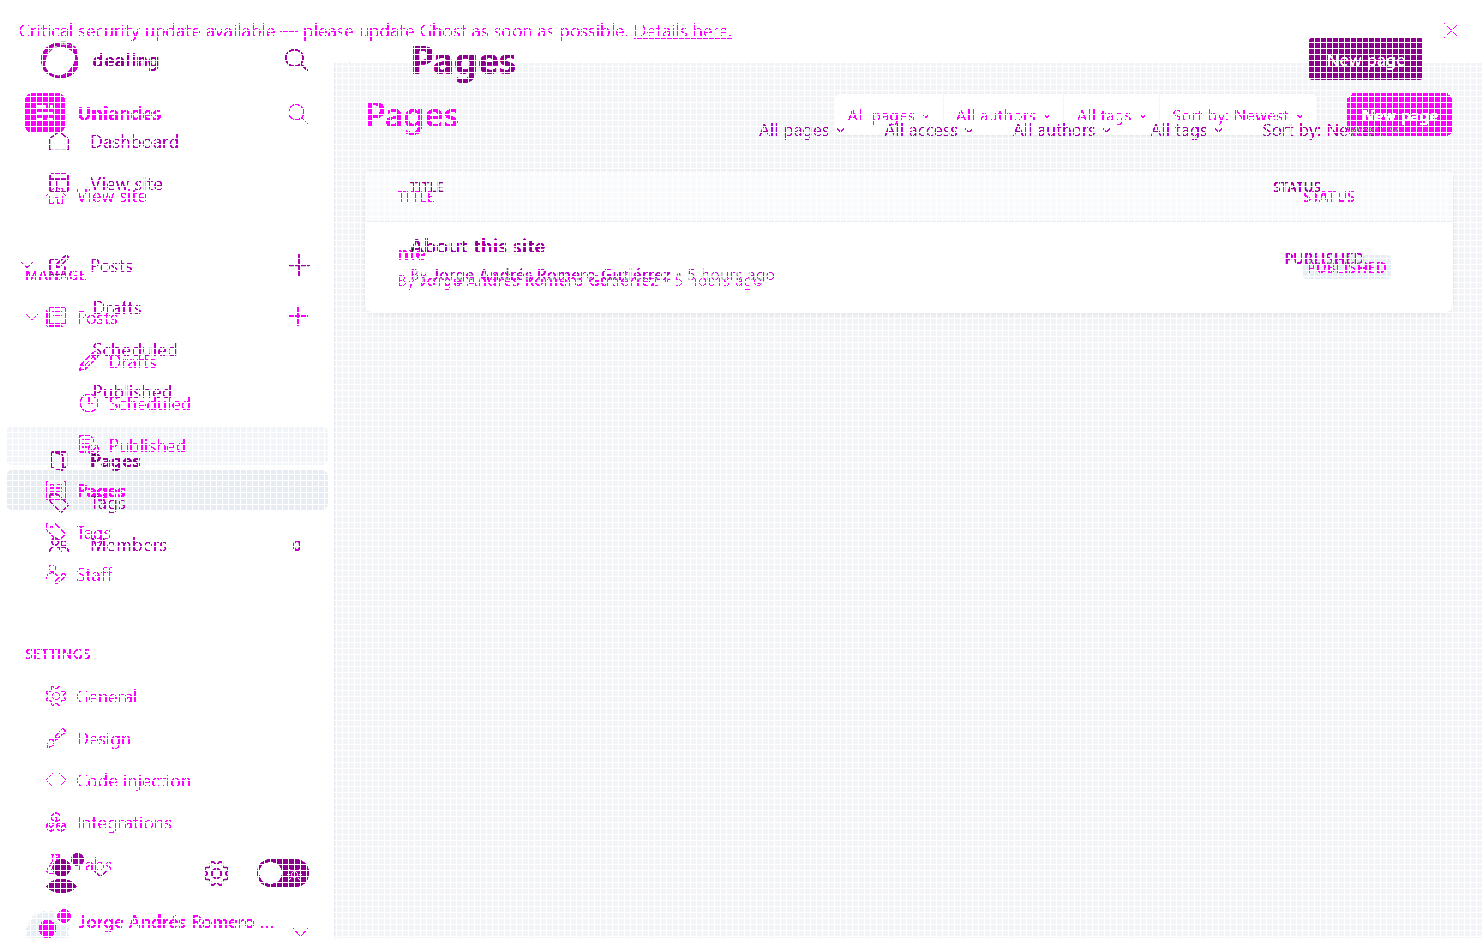 Critical security update available — please update Ghost as soon as possible. Details here.
dealing
Pages
New page
Uniandes
Pages
All pages
All authors
All tags
Sort by: Newest
New page
All pages
All access
All authors
All tags
Sort by: Newest
Dashboard
View site
View site
TITLE
STATUS
TITLE
STATUS
About this site
me
PUBLISHED
PUBLISHED
By Jorge Andrés Romero Gutiérrez • 5 hours ago
By Jorge Andrés Romero Gutiérrez • 5 hours ago
Posts
MANAGE
Drafts
Posts
Scheduled
Drafts
Published
Scheduled
Published
Pages
Pages
Tags
Tags
Members
Staff
SETTINGS
General
Design
Code injection
Integrations
Labs
Jorge Andrés Romero ...